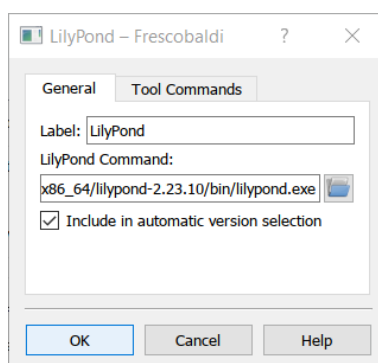 LilyPond – Frescobaldi ?
General Tool Commands
Label: LilyPond
LilyPond Command:
x86_64/lilypond-2.23.10/bin/lilypond.exe
Include in automatic version selection
OK Cancel Help